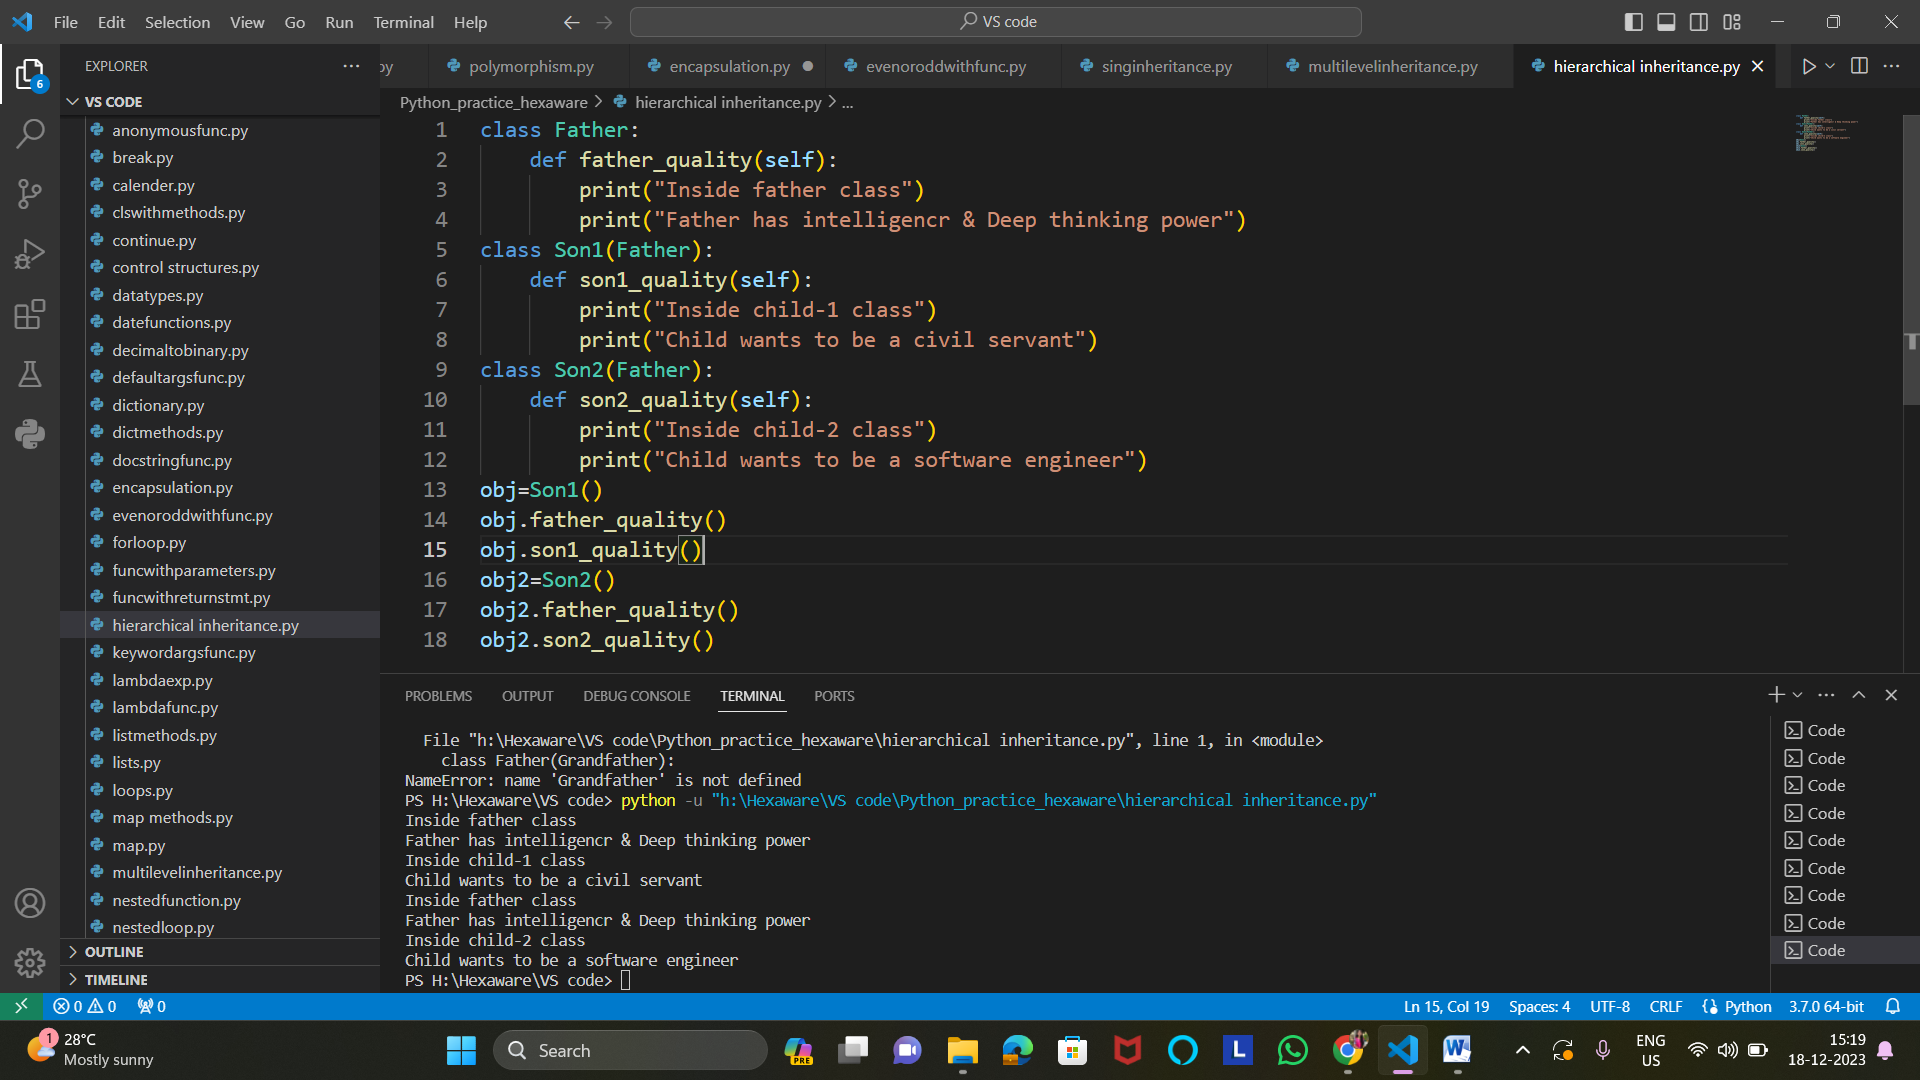 File Edit Selection View Go Run Terminal Help
VS code
EXPLORER
py
polymorphism.py
encapsulation.py
evenoroddwithfunc.py
singinheritance.py
multilevelinheritance.py
hierarchical inheritance.py
6
VS CODE
anonymousfunc.py
break.py
calender.py
clswithmethods.py
continue.py
control structures.py
datatypes.py
datefunctions.py
decimaltobinary.py
defaultargsfunc.py
dictionary.py
dictmethods.py
docstringfunc.py
encapsulation.py
evenoroddwithfunc.py
forloop.py
funcwithparameters.py
funcwithreturnstmt.py
hierarchical inheritance.py
keywordargsfunc.py
lambdaexp.py
lambdafunc.py
listmethods.py
lists.py
loops.py
map methods.py
map.py
multilevelinheritance.py
nestedfunction.py
nestedloop.py
OUTLINE
TIMELINE
Python_practice_hexaware > hierarchical inheritance.py > ...
1 class Father:
2     def father_quality(self):
3         print("Inside father class")
4         print("Father has intelligencr & Deep thinking power")
5 class Son1(Father):
6     def son1_quality(self):
7         print("Inside child-1 class")
8         print("Child wants to be a civil servant")
9 class Son2(Father):
10     def son2_quality(self):
11         print("Inside child-2 class")
12         print("Child wants to be a software engineer")
13 obj=Son1()
14 obj.father_quality()
15 obj.son1_quality()
16 obj2=Son2()
17 obj2.father_quality()
18 obj2.son2_quality()
PROBLEMS OUTPUT DEBUG CONSOLE TERMINAL PORTS
File "h:\Hexaware\VS code\Python_practice_hexaware\hierarchical inheritance.py", line 1, in <module>
class Father(Grandfather):
NameError: name 'Grandfather' is not defined
PS H:\Hexaware\VS code> python -u "h:\Hexaware\VS code\Python_practice_hexaware\hierarchical inheritance.py"
Inside father class
Father has intelligencr & Deep thinking power
Inside child-1 class
Child wants to be a civil servant
Inside father class
Father has intelligencr & Deep thinking power
Inside child-2 class
Child wants to be a software engineer
PS H:\Hexaware\VS code>
Code
Code
Code
Code
Code
Code
Code
Code
Code
0 0 0
Ln 15, Col 19 Spaces: 4 UTF-8 CRLF Python 3.7.0 64-bit
1
28°C
Mostly sunny
Search
PRE
L
W
ENG
US
15:19
18-12-2023